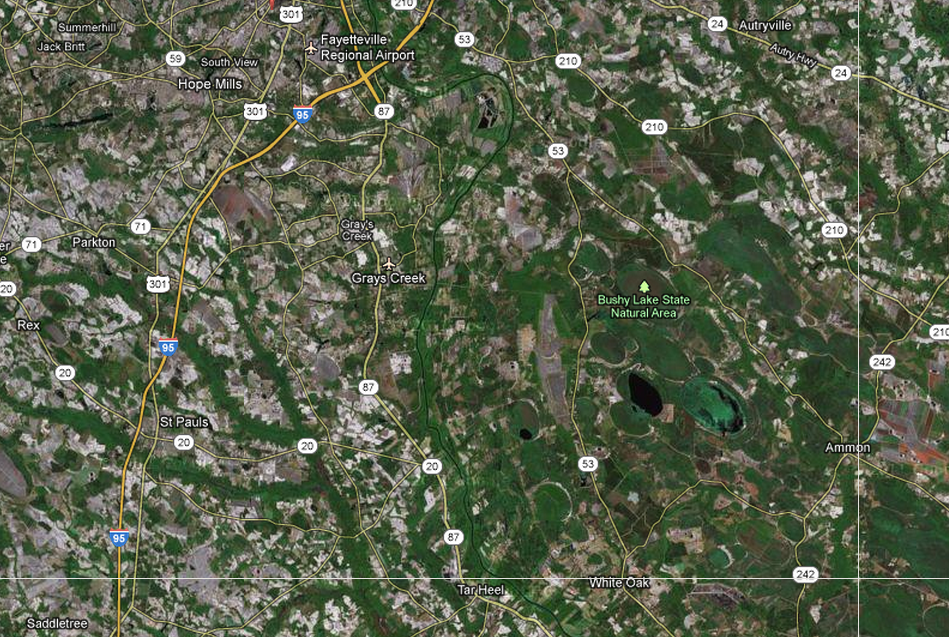 210
301
24
Autryville
Summerhill
Jack Britt
Fayetteville
Regional Airport
53
Autry Hwy
59
South View
210
24
Hope Mills
301
95
87
210
53
71
Gray's
Creek
210
71
Parkton
Grays Creek
301
20
Bushy Lake State
Natural Area
Rex
210
95
242
20
87
St Pauls
20
20
20
53
Ammon
95
87
242
Tar Heel
White Oak
Saddletree